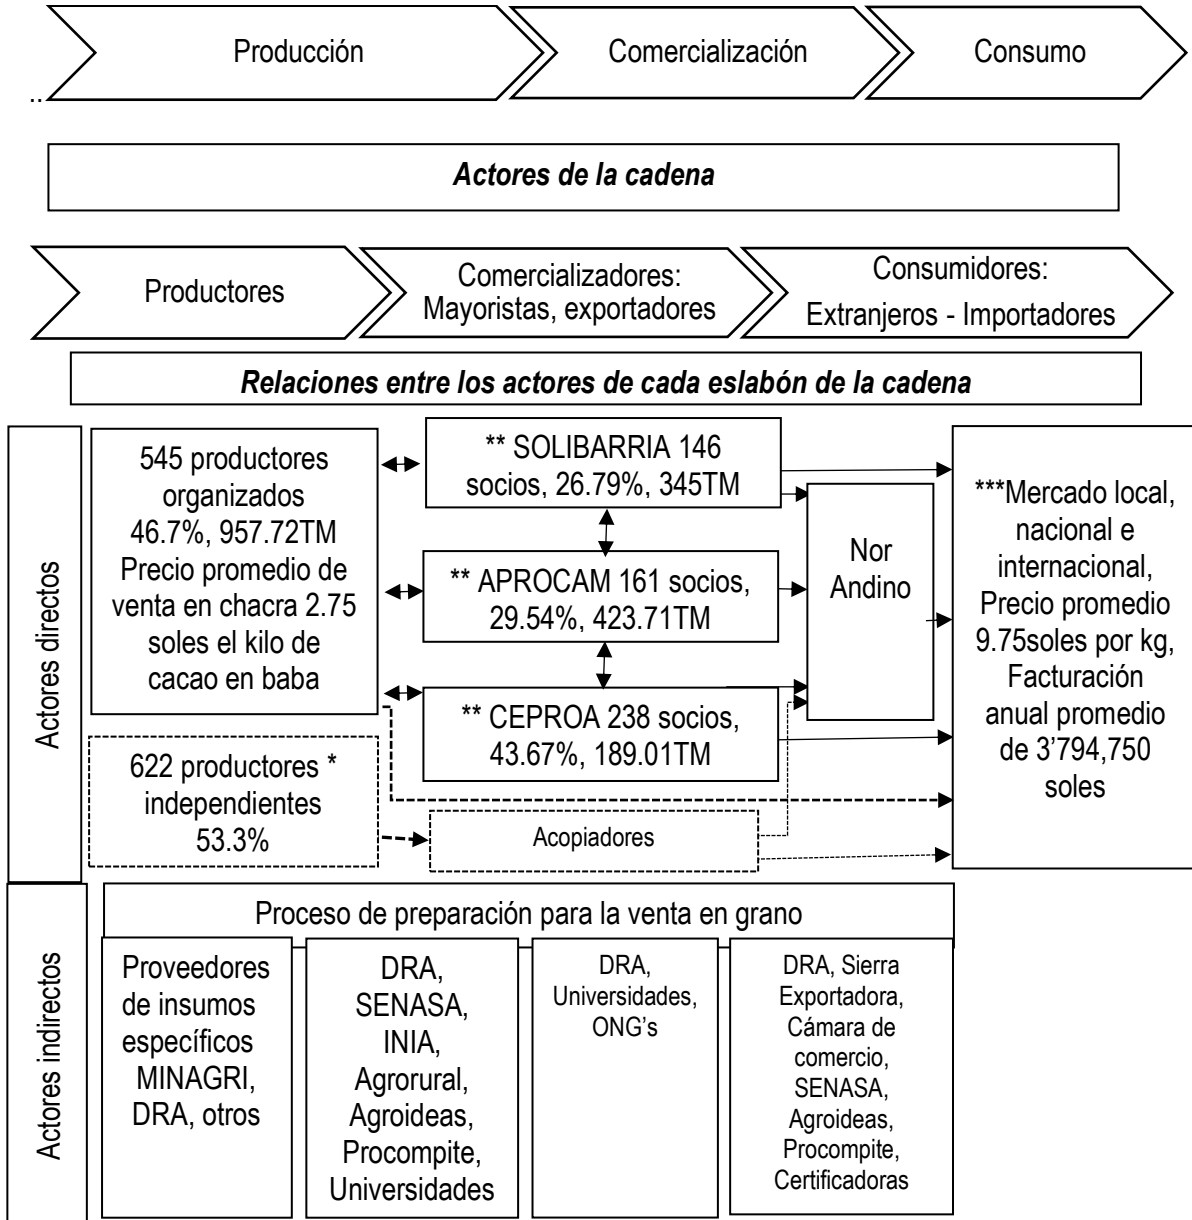 Producción
Comercialización
Consumo
..
Actores de la cadena
Productores
Comercializadores:
Mayoristas, exportadores
Consumidores:
Extranjeros - Importadores
Relaciones entre los actores de cada eslabón de la cadena
Actores directos
545 productores
organizados
46.7%, 957.72TM
Precio promedio de
venta en chacra 2.75
soles el kilo de
cacao en baba
622 productores *
independientes
53.3%
** SOLIBARRIA 146
socios, 26.79%, 345TM
** APROCAM 161 socios,
29.54%, 423.71TM
** CEPROA 238 socios,
43.67%, 189.01TM
Acopiadores
Nor
Andino
***Mercado local,
nacional e
internacional,
Precio promedio
9.75soles por kg,
Facturación
anual promedio
de 3’794,750
soles
Actores indirectos
Proceso de preparación para la venta en grano
Proveedores
de insumos
específicos
MINAGRI,
DRA, otros
DRA,
SENASA,
INIA,
Agrorural,
Agroideas,
Procompite,
Universidades
DRA,
Universidades,
ONG’s
DRA, Sierra
Exportadora,
Cámara de
comercio,
SENASA,
Agroideas,
Procompite,
Certificadoras